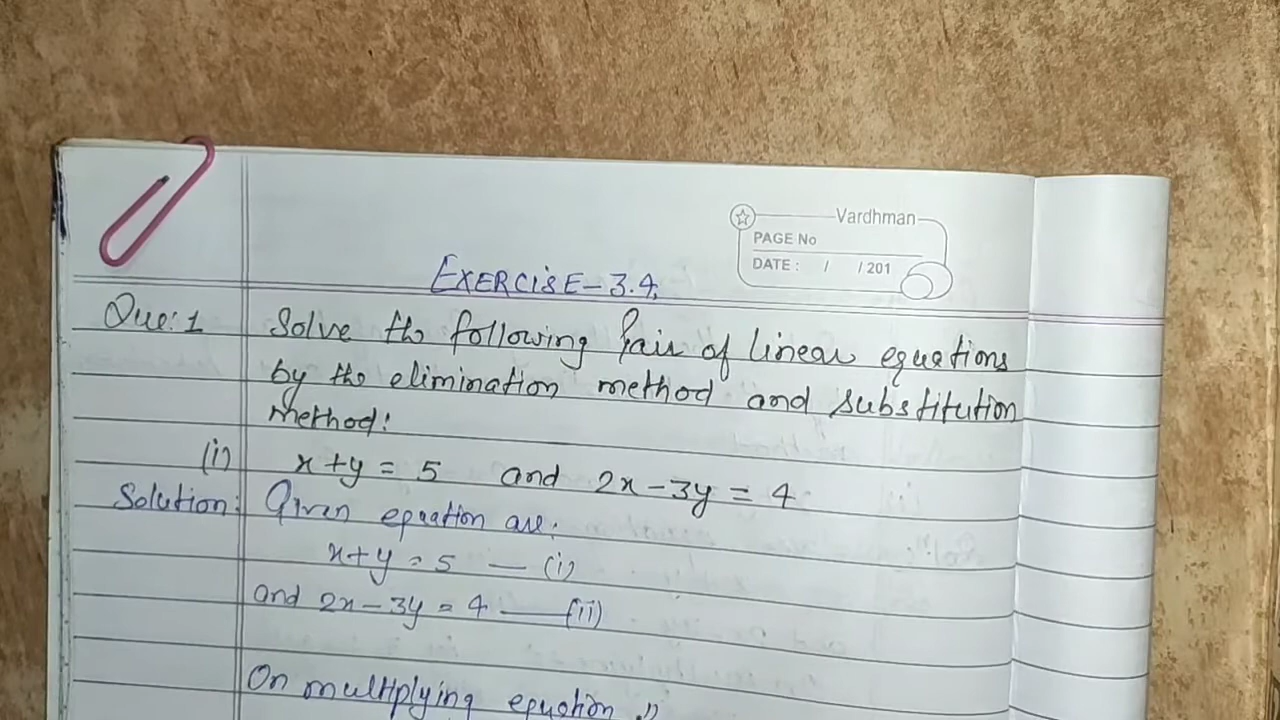 Vardhman
PAGE No
DATE : / / 201
EXERCISE-3.4.
Que: 1 Solve the following pair of linear equations
by the elimination method and substitution
method:
(i) x+y = 5 and 2x-3y = 4
Solution: Given equation are.
x+y = 5 — (i)
and 2x-3y = 4 — (ii)
On multiplying equation